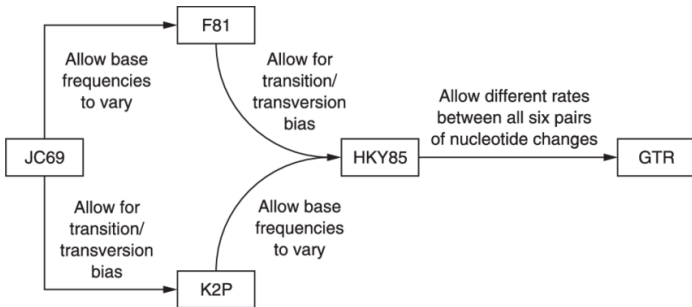 F81
Allow base
frequencies
to vary
Allow for
transition/
transversion
bias
Allow different rates
between all six pairs
of nucleotide changes
JC69
HKY85
GTR
Allow for
transition/
transversion
bias
Allow base
frequencies
to vary
K2P